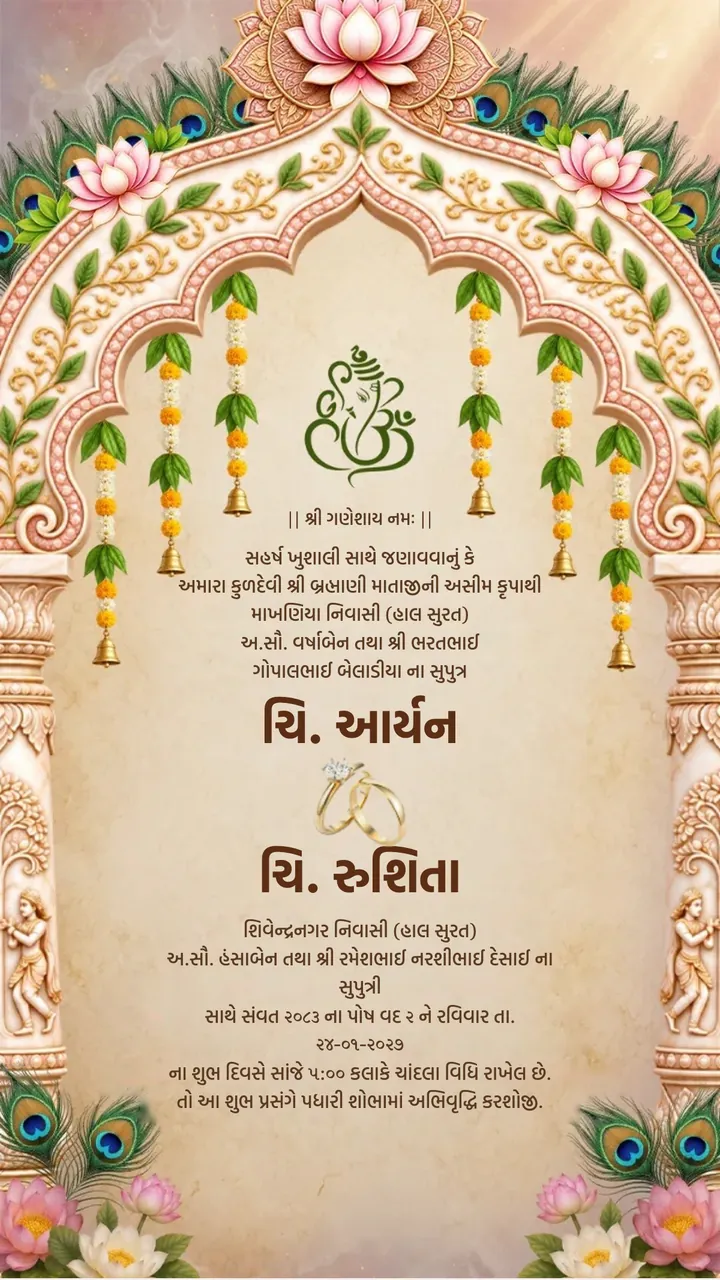 || શ્રી ગણેશાય નમઃ ||
સહર્ષ ખુશાલી સાથે જણાવવાનું કે
અમારા કુળદેવી શ્રી બ્રહ્માણી માતાજીની અસીમ કૃપાથી
માખણિયા નિવાસી (હાલ સુરત)
અ.સૌ. વર્ષાબેન તથા શ્રી ભરતભાઈ
ગોપાલભાઈ બેલાડીયા ના સુપુત્ર
ચિ. આર્યન
ચિ. રુશિતા
શિવેન્દ્રનગર નિવાસી (હાલ સુરત)
અ.સૌ. હંસાબેન તથા શ્રી રમેશભાઈ નરશીભાઈ દેસાઈ ના
સુપુત્રી
સાથે સંવત ૨૦૮૩ ના પોષ વદ ૨ ને રવિવાર તા.
૨૪-૦૧-૨૦૨૭
ના શુભ દિવસે સાંજે ૫:૦૦ કલાકે ચાંદલા વિધિ રાખેલ છે.
તો આ શુભ પ્રસંગે પધારી શોભામાં અભિવૃદ્ધિ કરશોજી.